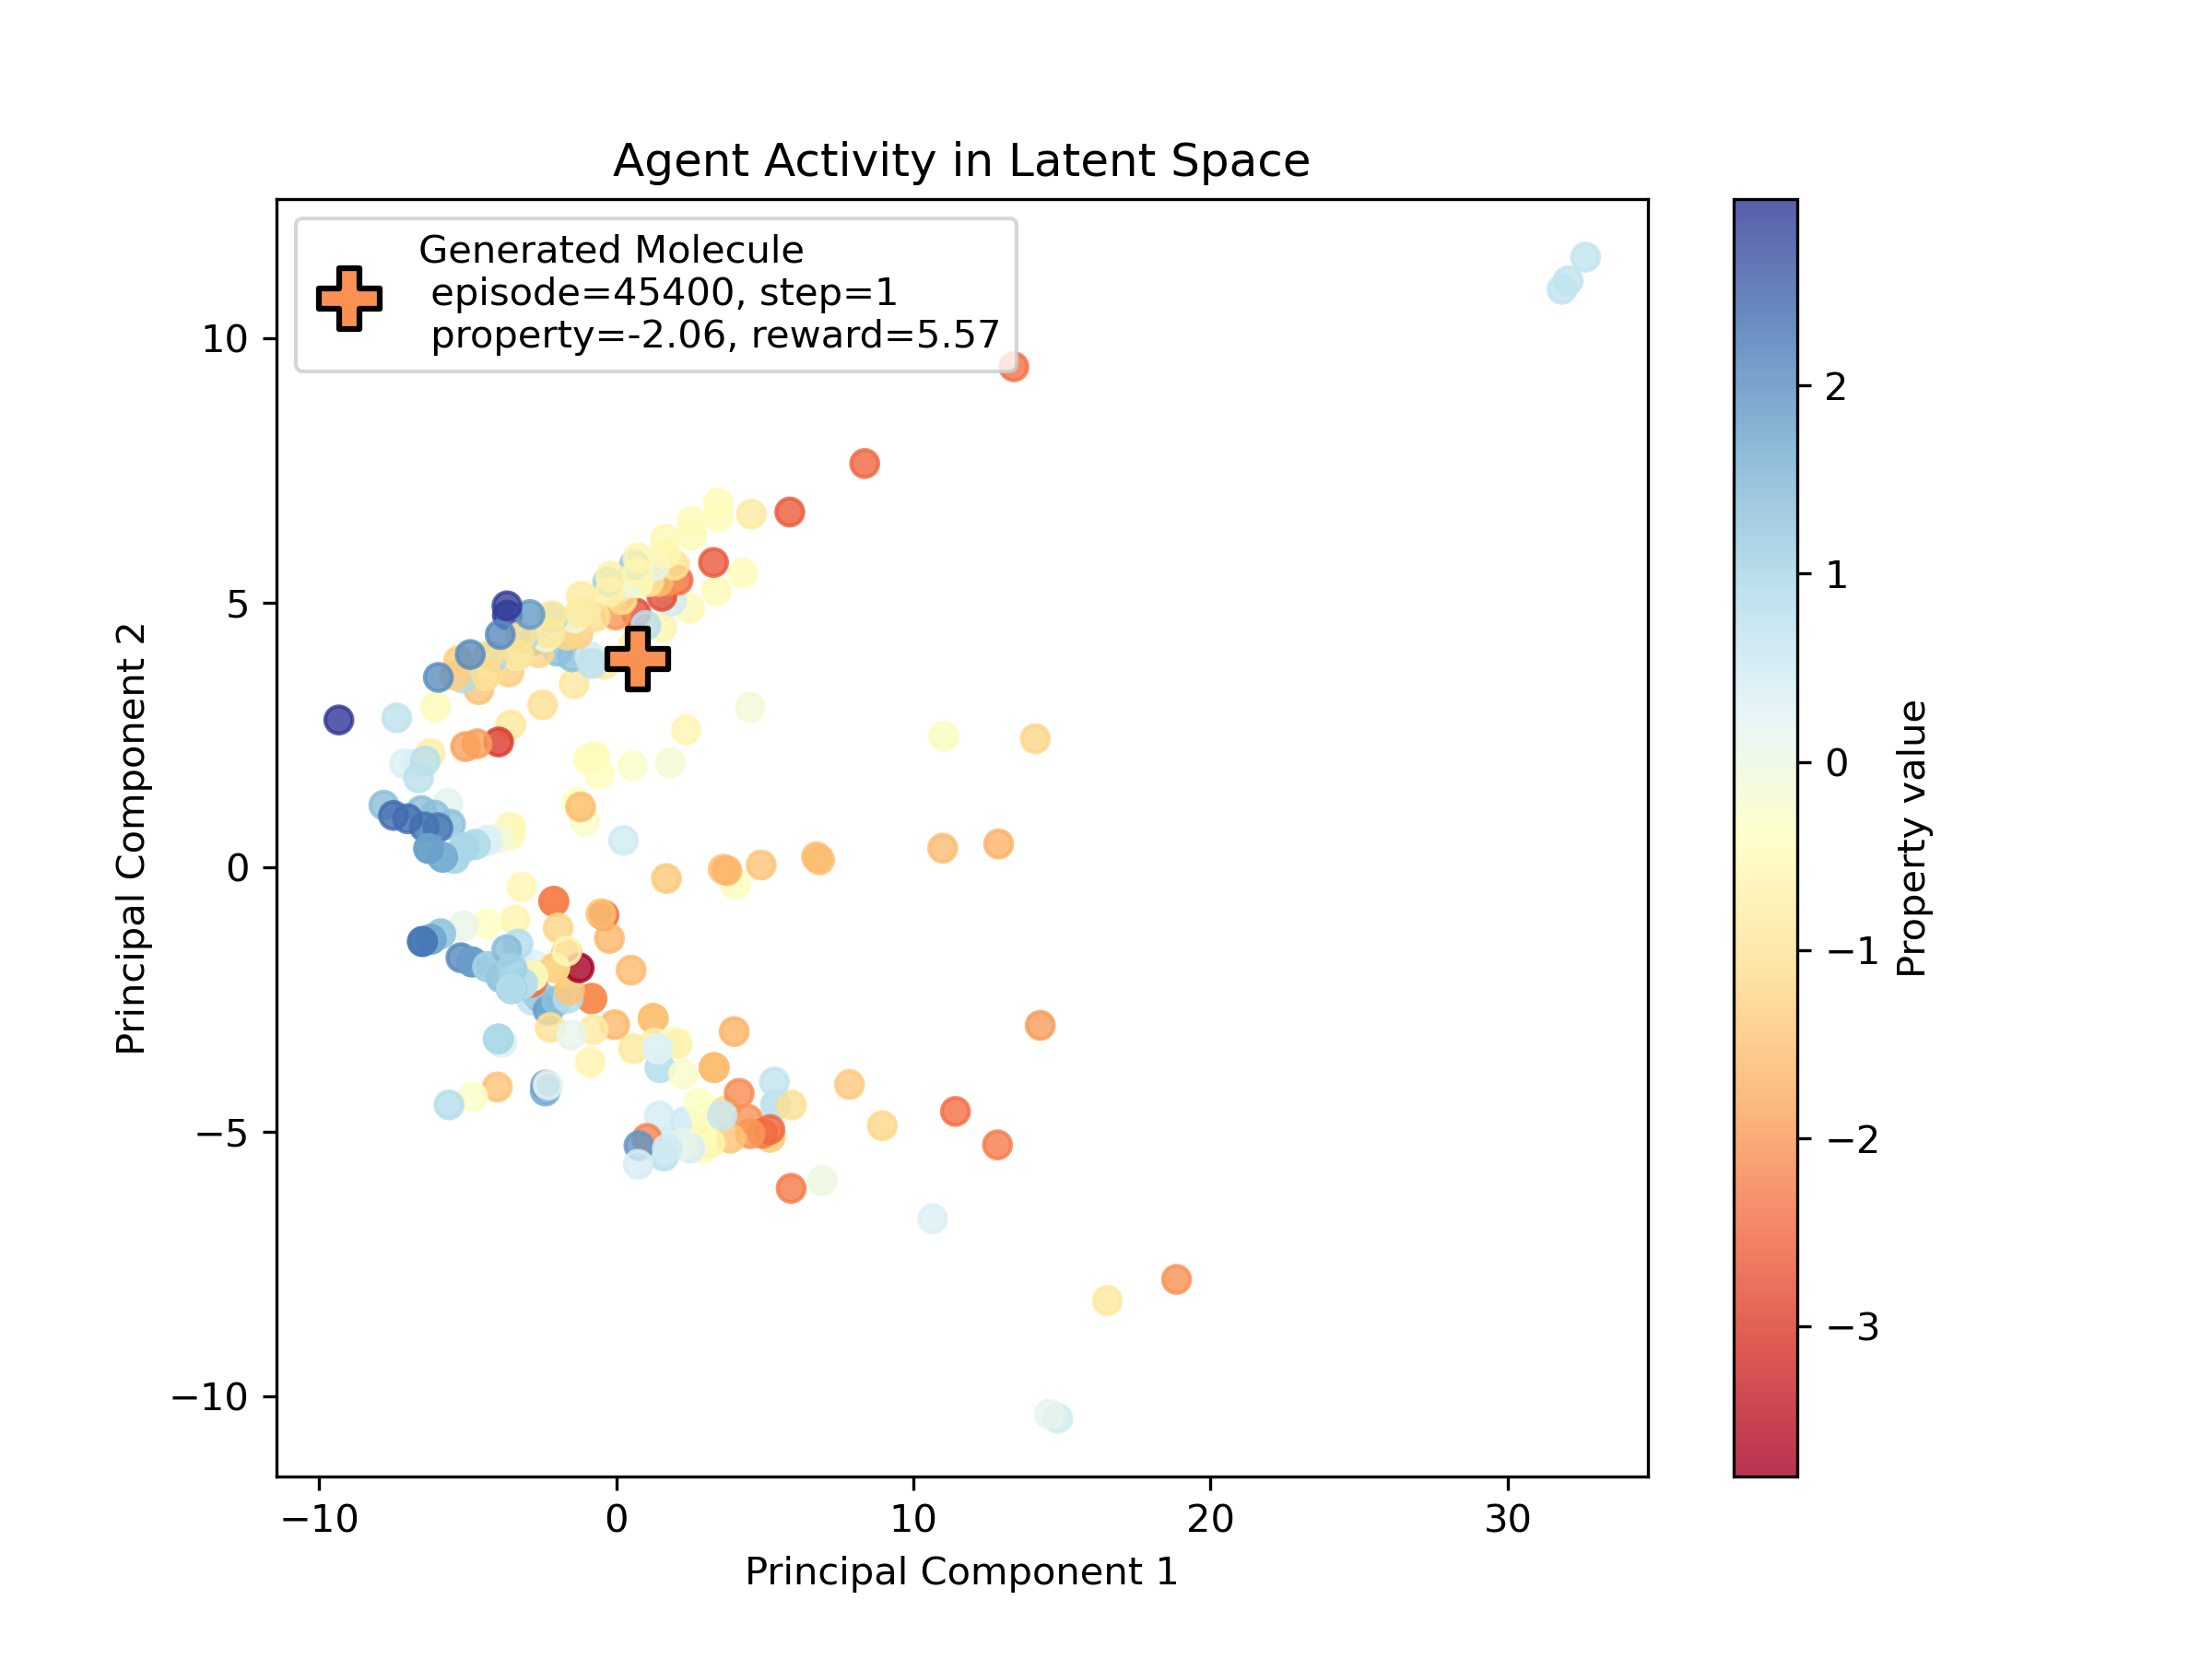 Agent Activity in Latent Space
Generated Molecule
episode=45400, step=1
property=-2.06, reward=5.57
10
5
0
−5
−10
Principal Component 2
−10
0
10
20
30
Principal Component 1
2
1
0
−1
−2
−3
Property value